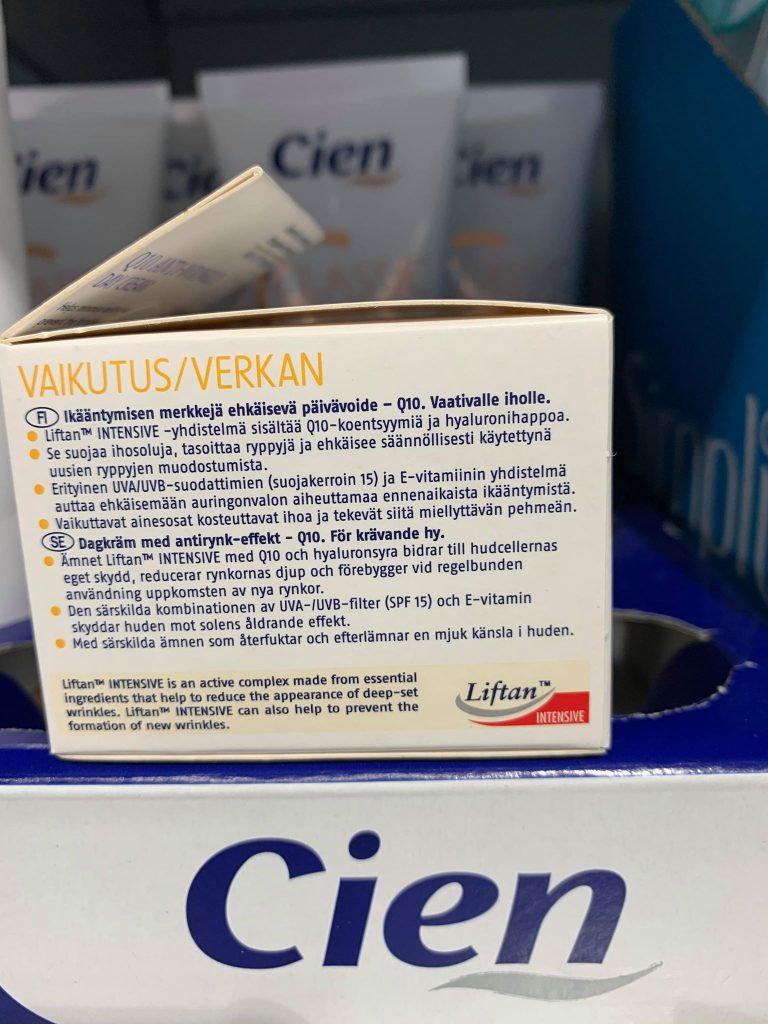 Cien
CLASSIC
Q10 ANTI-WRINKLE
DAY CREAM
VAIKUTUS/VERKAN
FI Ikääntymisen merkkejä ehkäisevä päivävoide – Q10. Vaativalle iholle.
• Liftan™ INTENSIVE -yhdistelmä sisältää Q10-koentsyymiä ja hyaluronihappoa.
• Se suojaa ihosoluja, tasoittaa ryppyjä ja ehkäisee säännöllisesti käytettynä
uusien ryppyjen muodostumista.
• Erityinen UVA/UVB-suodattimien (suojakerroin 15) ja E-vitamiinin yhdistelmä
auttaa ehkäisemään auringonvalon aiheuttamaa ennenaikaista ikääntymistä.
• Vaikuttavat ainesosat kosteuttavat ihoa ja tekevät siitä miellyttävän pehmeän.
SE Dagkräm med antirynk-effekt - Q10. För krävande hy.
• Ämnet Liftan™ INTENSIVE med Q10 och hyaluronsyra bidrar till hudcellernas
eget skydd, reducerar rynkornas djup och förebygger vid regelbunden
användning uppkomsten av nya rynkor.
• Den särskilda kombinationen av UVA-/UVB-filter (SPF 15) och E-vitamin
skyddar huden mot solens åldrande effekt.
• Med särskilda ämnen som återfuktar och efterlämnar en mjuk känsla i huden.
Liftan™ INTENSIVE is an active complex made from essential
ingredients that help to reduce the appearance of deep-set
wrinkles. Liftan™ INTENSIVE can also help to prevent the
formation of new wrinkles.
Liftan™
INTENSIVE
Cien